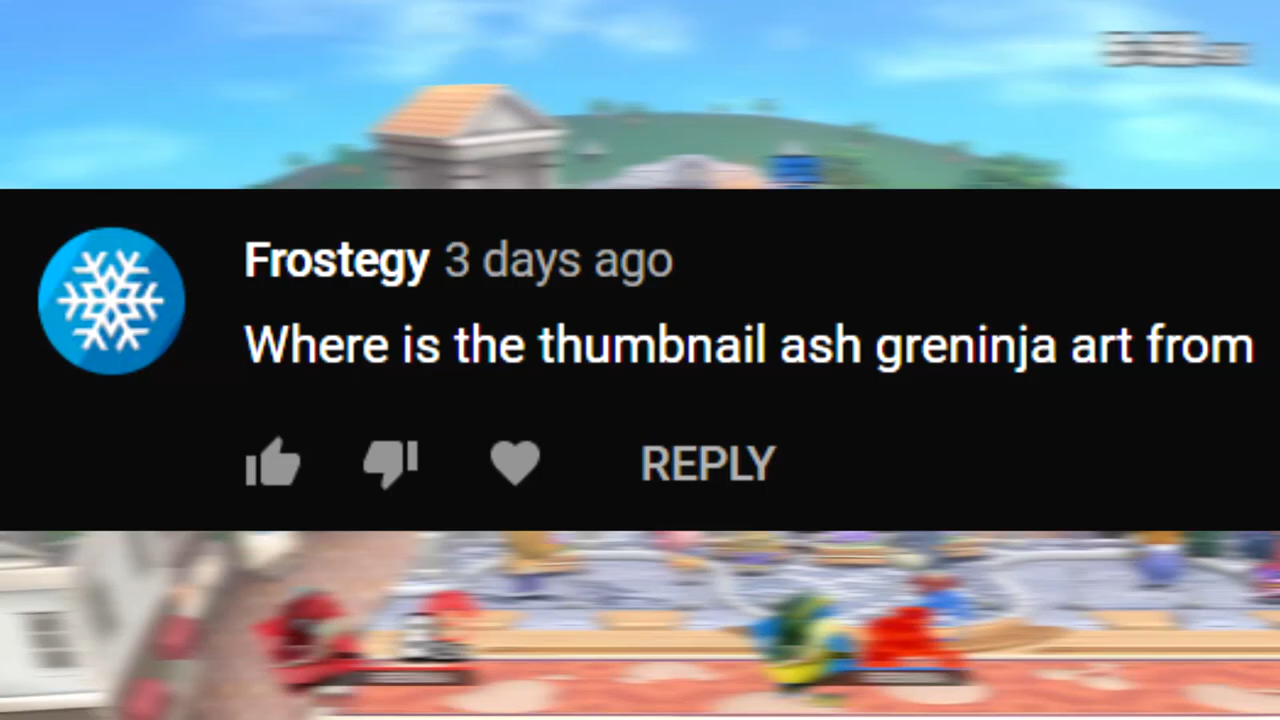 Frostegy 3 days ago
Where is the thumbnail ash greninja art from
REPLY